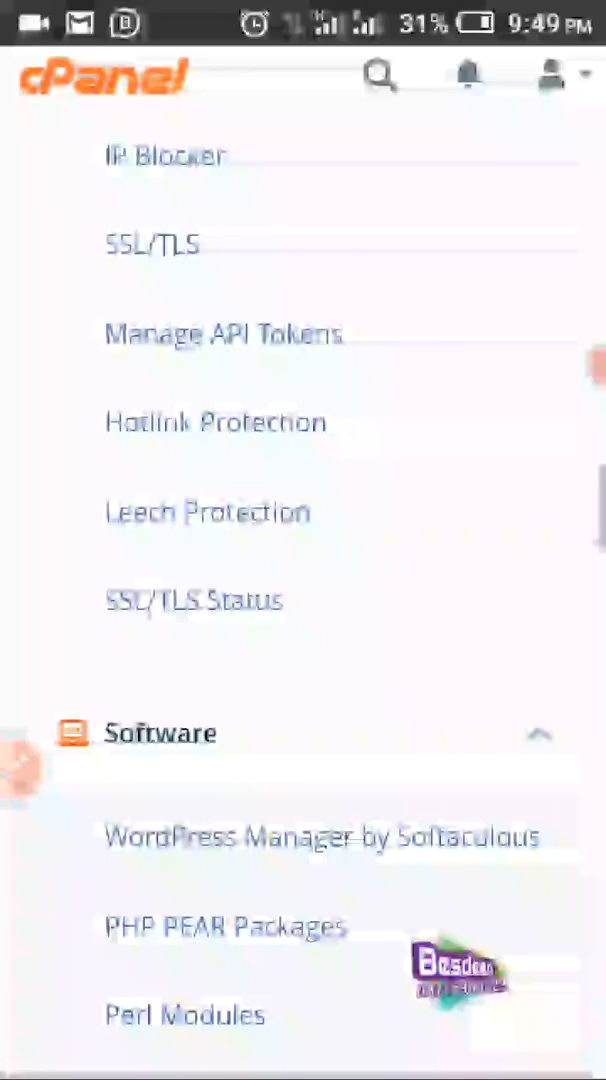 31% 9:49 PM
cPanel
IP Blocker
SSL/TLS
Manage API Tokens
Hotlink Protection
Leech Protection
SSL/TLS Status
Software
WordPress Manager by Softaculous
PHP PEAR Packages
Perl Modules